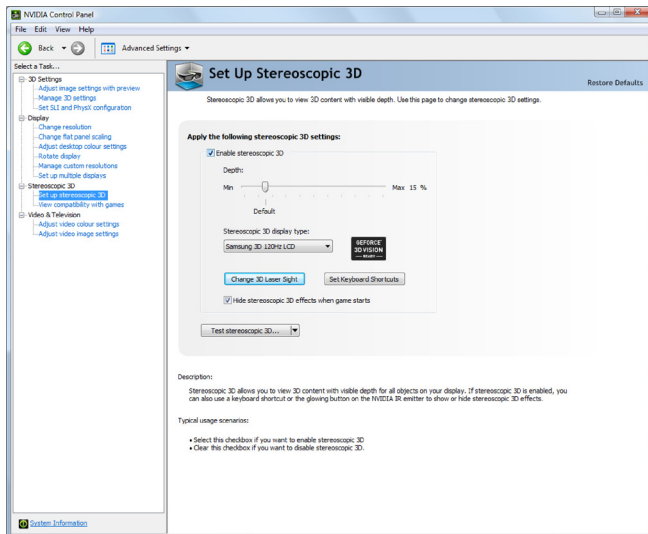 NVIDIA Control Panel
File Edit View Help
Back Advanced Settings
Select a Task...
3D Settings
Adjust image settings with preview
Manage 3D settings
Set SLI and PhysX configuration
Display
Change resolution
Change flat panel scaling
Adjust desktop colour settings
Rotate display
Manage custom resolutions
Set up multiple displays
Stereoscopic 3D
Set up stereoscopic 3D
View compatibility with games
Video & Television
Adjust video colour settings
Adjust video image settings
System Information
Set Up Stereoscopic 3D
Restore Defaults
Stereoscopic 3D allows you to view 3D content with visible depth. Use this page to change stereoscopic 3D settings.
Apply the following stereoscopic 3D settings:
Enable stereoscopic 3D
Depth:
Min Max 15 %
Default
Stereoscopic 3D display type:
Samsung 3D 120Hz LCD
GEFORCE
3D VISION
READY
Change 3D Laser Sight Set Keyboard Shortcuts
Hide stereoscopic 3D effects when game starts
Test stereoscopic 3D...
Description:
Stereoscopic 3D allows you to view 3D content with visible depth for all objects on your display. If stereoscopic 3D is enabled, you
can also use a keyboard shortcut or the glowing button on the NVIDIA IR emitter to show or hide stereoscopic 3D effects.
Typical usage scenarios:
• Select this checkbox if you want to enable stereoscopic 3D
• Clear this checkbox if you want to disable stereoscopic 3D.